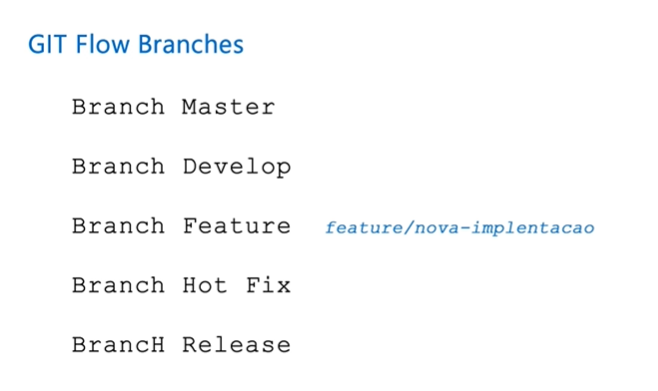 GIT Flow Branches
Branch Master
Branch Develop
Branch Feature feature/nova-implentacao
Branch Hot Fix
BrancH Release